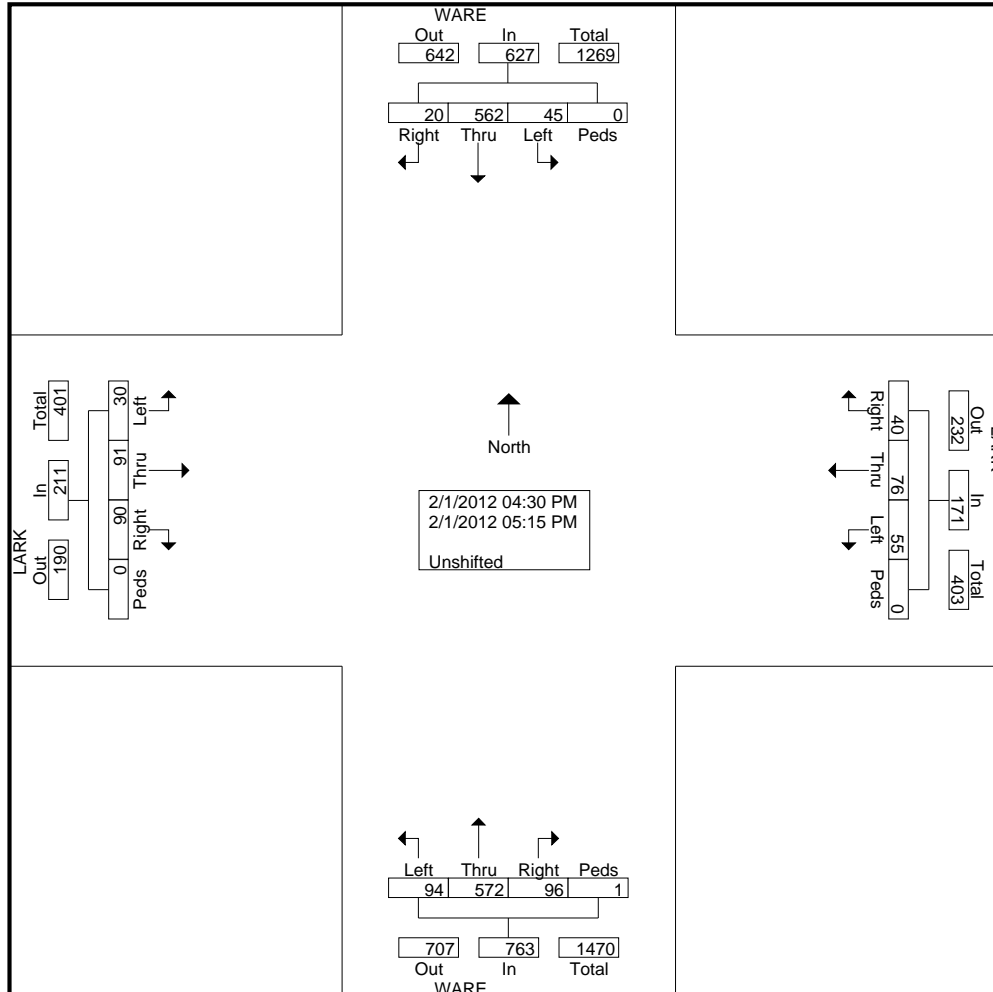 WARE
Out In Total
642 627 1269
20 562 45 0
Right Thru Left Peds
Total In Out
401 211 190
LARK
30 91 90 0
Left Thru Right Peds
North
2/1/2012 04:30 PM
2/1/2012 05:15 PM
Unshifted
Right Thru Left Peds
40 76 55 0
Out In Total
232 171 403
Left Thru Right Peds
94 572 96 1
707 763 1470
Out In Total
WARE